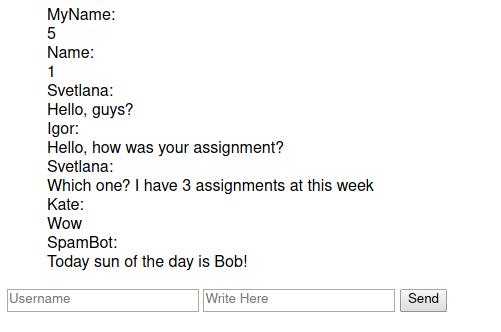 MyName:
5
Name:
1
Svetlana:
Hello, guys?
Igor:
Hello, how was your assignment?
Svetlana:
Which one? I have 3 assignments at this week
Kate:
Wow
SpamBot:
Today sun of the day is Bob!
Username Write Here Send